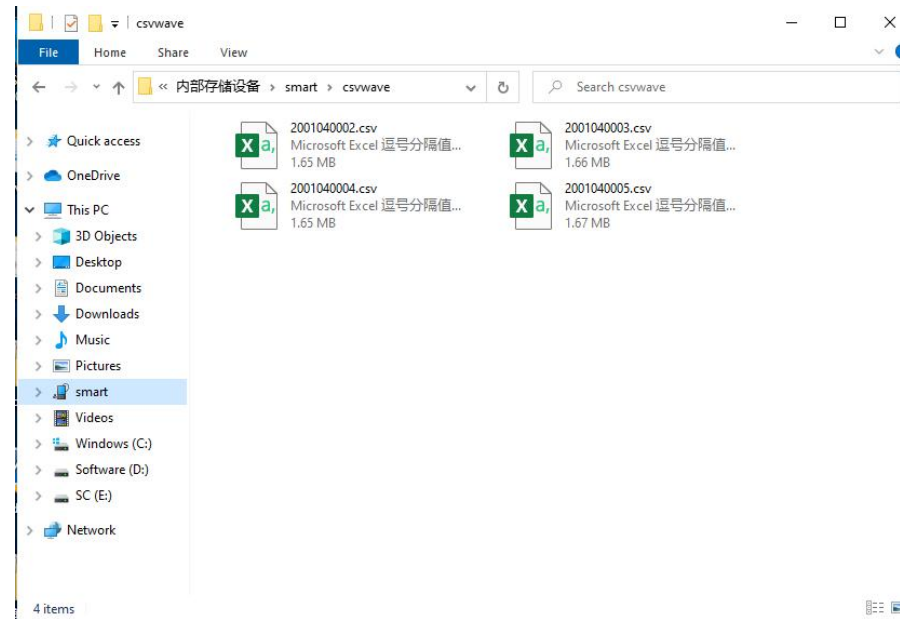 csvwave
File Home Share View
« 内部存储设备 › smart › csvwave
Search csvwave
Quick access
OneDrive
This PC
3D Objects
Desktop
Documents
Downloads
Music
Pictures
smart
Videos
Windows (C:)
Software (D:)
SC (E:)
Network
2001040002.csv
Microsoft Excel 逗号分隔值...
1.65 MB
2001040003.csv
Microsoft Excel 逗号分隔值...
1.66 MB
2001040004.csv
Microsoft Excel 逗号分隔值...
1.65 MB
2001040005.csv
Microsoft Excel 逗号分隔值...
1.67 MB
4 items